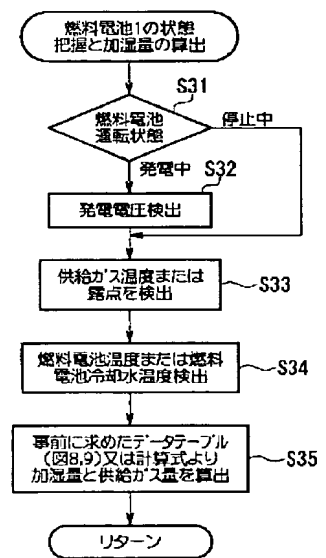 燃料電池1の状態
把握と加湿量の算出
S31
燃料電池
運転状態
停止中
発電中
S32
発電電圧検出
供給ガス温度または
露点を検出
S33
燃料電池温度または燃料
電池冷却水温度検出
S34
事前に求めたデータテーブル
(図8,9)又は計算式より
加湿量と供給ガス量を算出
S35
リターン